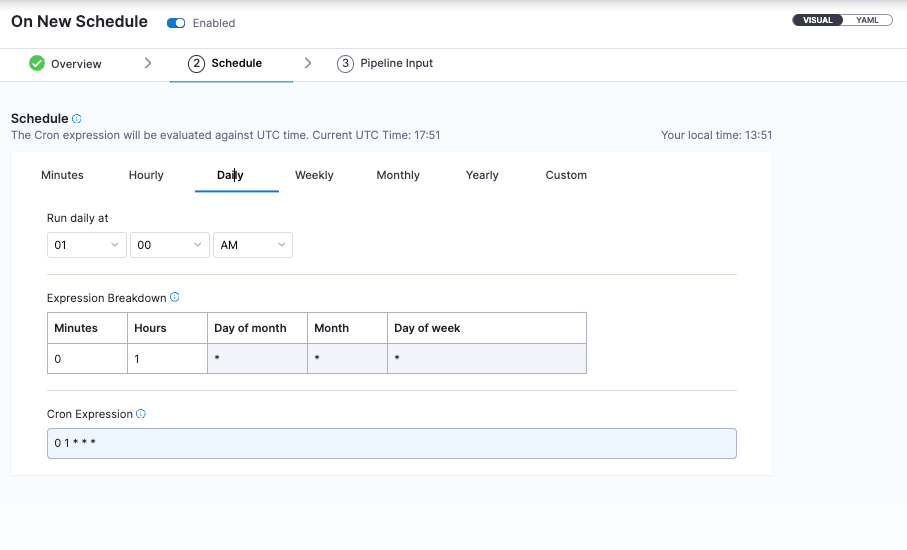 On New Schedule Enabled VISUAL YAML
Overview 2 Schedule 3 Pipeline Input
Schedule
The Cron expression will be evaluated against UTC time. Current UTC Time: 17:51 Your local time: 13:51
Minutes Hourly Daily Weekly Monthly Yearly Custom
Run daily at
01 00 AM
Expression Breakdown
Minutes Hours Day of month Month Day of week
0 1 * * *
Cron Expression
0 1 * * *